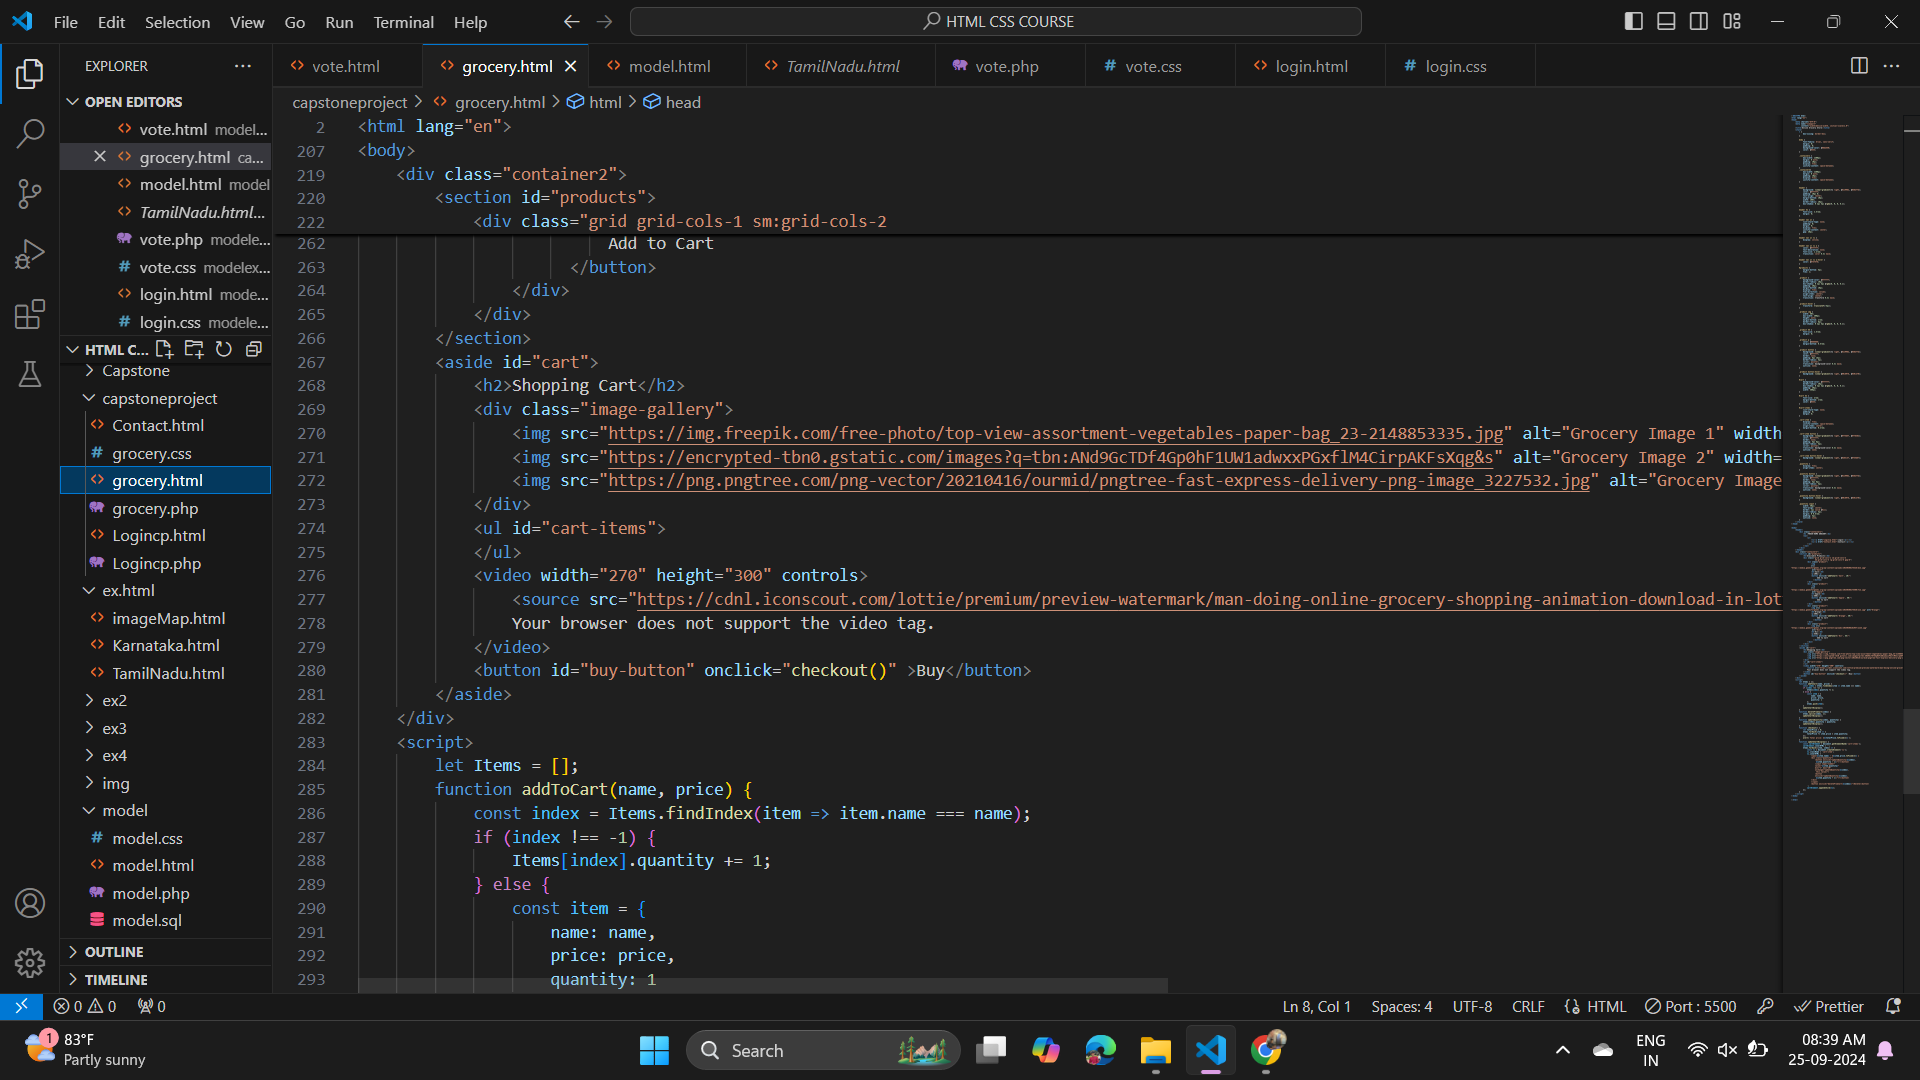 File Edit Selection View Go Run Terminal Help
HTML CSS COURSE
EXPLORER
OPEN EDITORS
vote.html model...
grocery.html ca...
model.html model
TamilNadu.html...
vote.php modele...
vote.css modelex...
login.html mode...
login.css modele...
HTML C...
Capstone
capstoneproject
Contact.html
grocery.css
grocery.html
grocery.php
Logincp.html
Logincp.php
ex.html
imageMap.html
Karnataka.html
TamilNadu.html
ex2
ex3
ex4
img
model
model.css
model.html
model.php
model.sql
OUTLINE
TIMELINE
vote.html grocery.html model.html TamilNadu.html vote.php vote.css login.html login.css
capstoneproject > grocery.html > html > head
2 <html lang="en">
207 <body>
219 <div class="container2">
220 <section id="products">
222 <div class="grid grid-cols-1 sm:grid-cols-2
262 Add to Cart
263 </button>
264 </div>
265 </div>
266 </section>
267 <aside id="cart">
268 <h2>Shopping Cart</h2>
269 <div class="image-gallery">
270 <img src="https://img.freepik.com/free-photo/top-view-assortment-vegetables-paper-bag_23-2148853335.jpg" alt="Grocery Image 1" width
271 <img src="https://encrypted-tbn0.gstatic.com/images?q=tbn:ANd9GcTDf4Gp0hF1UW1adwxxPGxflM4CirpAKFsXqg&s" alt="Grocery Image 2" width=
272 <img src="https://png.pngtree.com/png-vector/20210416/ourmid/pngtree-fast-express-delivery-png-image_3227532.jpg" alt="Grocery Image
273 </div>
274 <ul id="cart-items">
275 </ul>
276 <video width="270" height="300" controls>
277 <source src="https://cdnl.iconscout.com/lottie/premium/preview-watermark/man-doing-online-grocery-shopping-animation-download-in-lot
278 Your browser does not support the video tag.
279 </video>
280 <button id="buy-button" onclick="checkout()" >Buy</button>
281 </aside>
282 </div>
283 <script>
284 let Items = [];
285 function addToCart(name, price) {
286 const index = Items.findIndex(item => item.name === name);
287 if (index !== -1) {
288 Items[index].quantity += 1;
289 } else {
290 const item = {
291 name: name,
292 price: price,
293 quantity: 1
0 0 0 Ln 8, Col 1 Spaces: 4 UTF-8 CRLF HTML Port : 5500 Prettier
1
83°F
Partly sunny
Search
ENG
IN
08:39 AM
25-09-2024